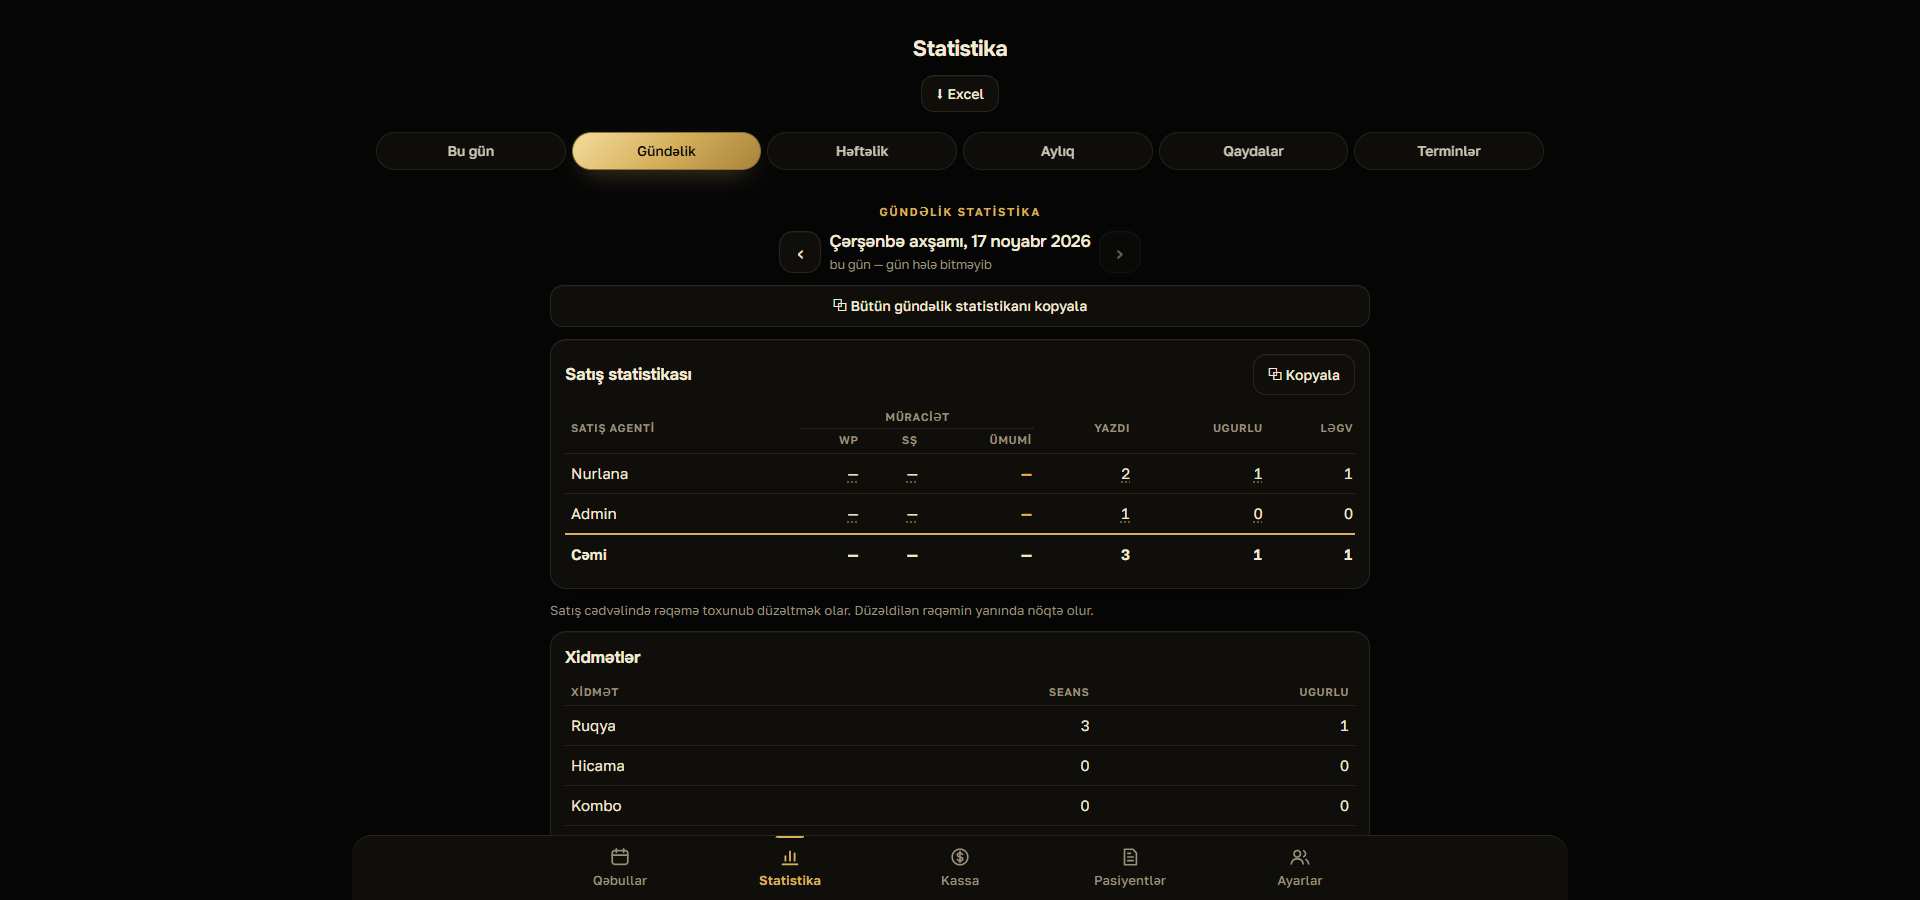 Statistika
⭳ Excel
Bu gün
Gündəlik
Həftəlik
Aylıq
Qaydalar
Terminlər
GÜNDƏLİK STATİSTİKA
‹
Çərşənbə axşamı, 17 noyabr 2026
bu gün — gün hələ bitməyib
›
Bütün gündəlik statistikanı kopyala
Satış statistikası
Kopyala
SATIŞ AGENTİ MÜRACİƏT YAZDI UGURLU LƏGV
WP SŞ ÜMUMİ
Nurlana — — — 2 1 1
Admin — — — 1 0 0
Cəmi — — — 3 1 1
Satış cədvəlində rəqəmə toxunub düzəltmək olar. Düzəldilən rəqəmin yanında nöqtə olur.
Xidmətlər
XİDMƏT SEANS UGURLU
Ruqya 3 1
Hicama 0 0
Kombo 0 0
Qəbullar
Statistika
Kassa
Pasiyentlər
Ayarlar